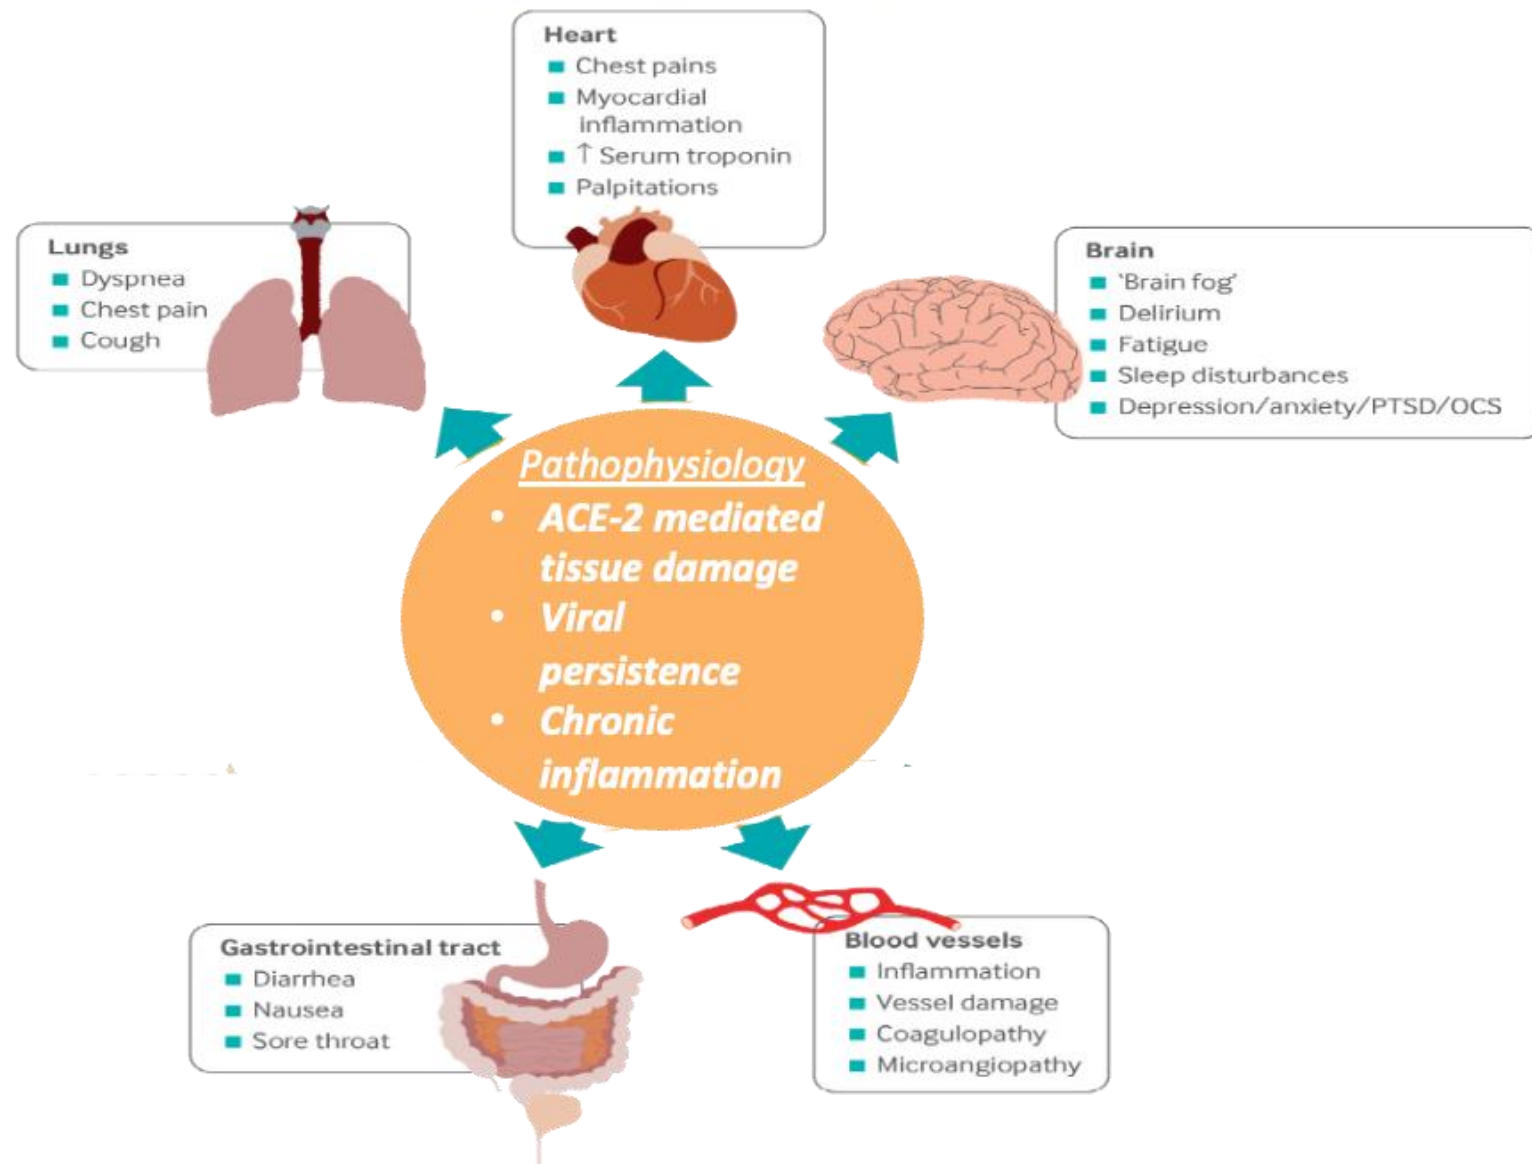 Heart
Chest pains
Myocardial
inflammation
↑ Serum troponin
Palpitations
Lungs
Dyspnea
Chest pain
Cough
Brain
‘Brain fog’
Delirium
Fatigue
Sleep disturbances
Depression/anxiety/PTSD/OCS
Pathophysiology
• ACE-2 mediated
tissue damage
• Viral
persistence
• Chronic
inflammation
Gastrointestinal tract
Diarrhea
Nausea
Sore throat
Blood vessels
Inflammation
Vessel damage
Coagulopathy
Microangiopathy